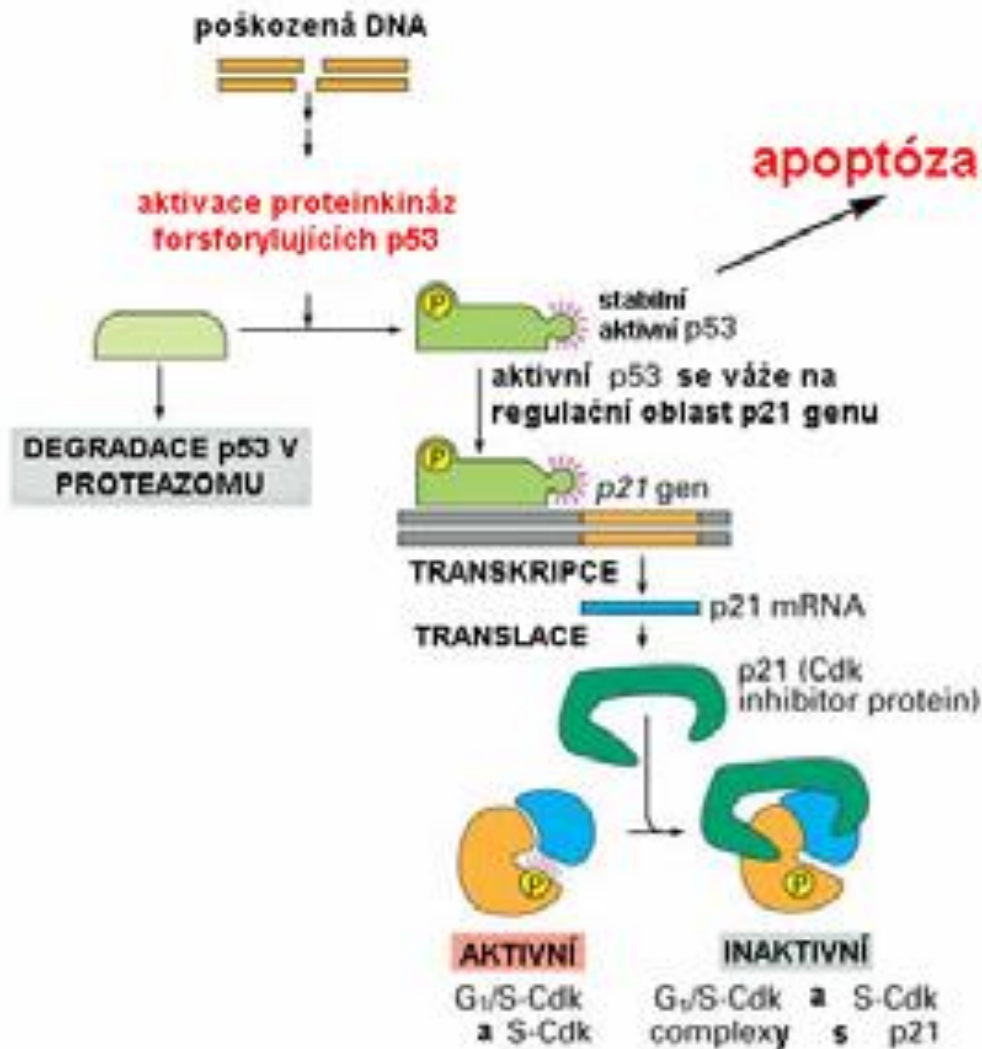 poškozená DNA
apoptóza
aktivace proteinkináz
forsforylujících p53
P
stabilní
aktivní p53
aktivní p53 se váže na
regulační oblast p21 genu
DEGRADACE p53 V
PROTEAZOMU
P
p21 gen
TRANSKRIPCE
p21 mRNA
TRANSLACE
p21 (Cdk
inhibitor protein)
P
P
AKTIVNÍ
G1/S-Cdk
a S-Cdk
INAKTIVNÍ
G1/S-Cdk a S-Cdk
complexy s p21